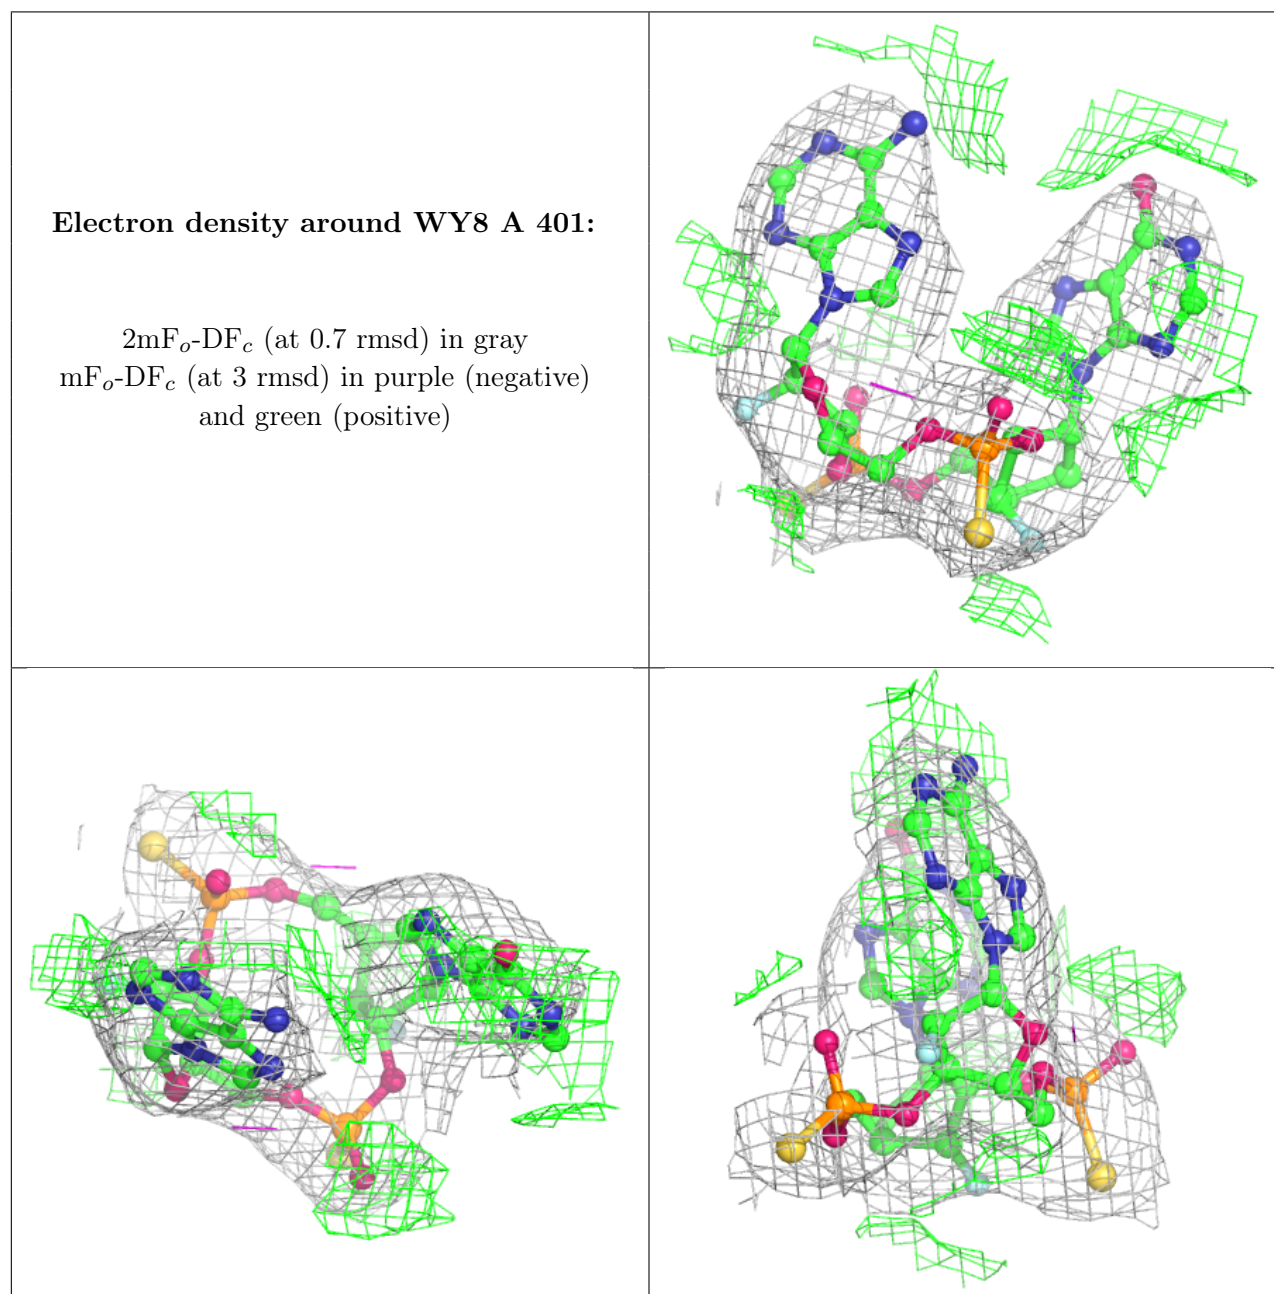 Electron density around WY8 A 401:
2mFo-DFc (at 0.7 rmsd) in gray
mFo-DFc (at 3 rmsd) in purple (negative)
and green (positive)